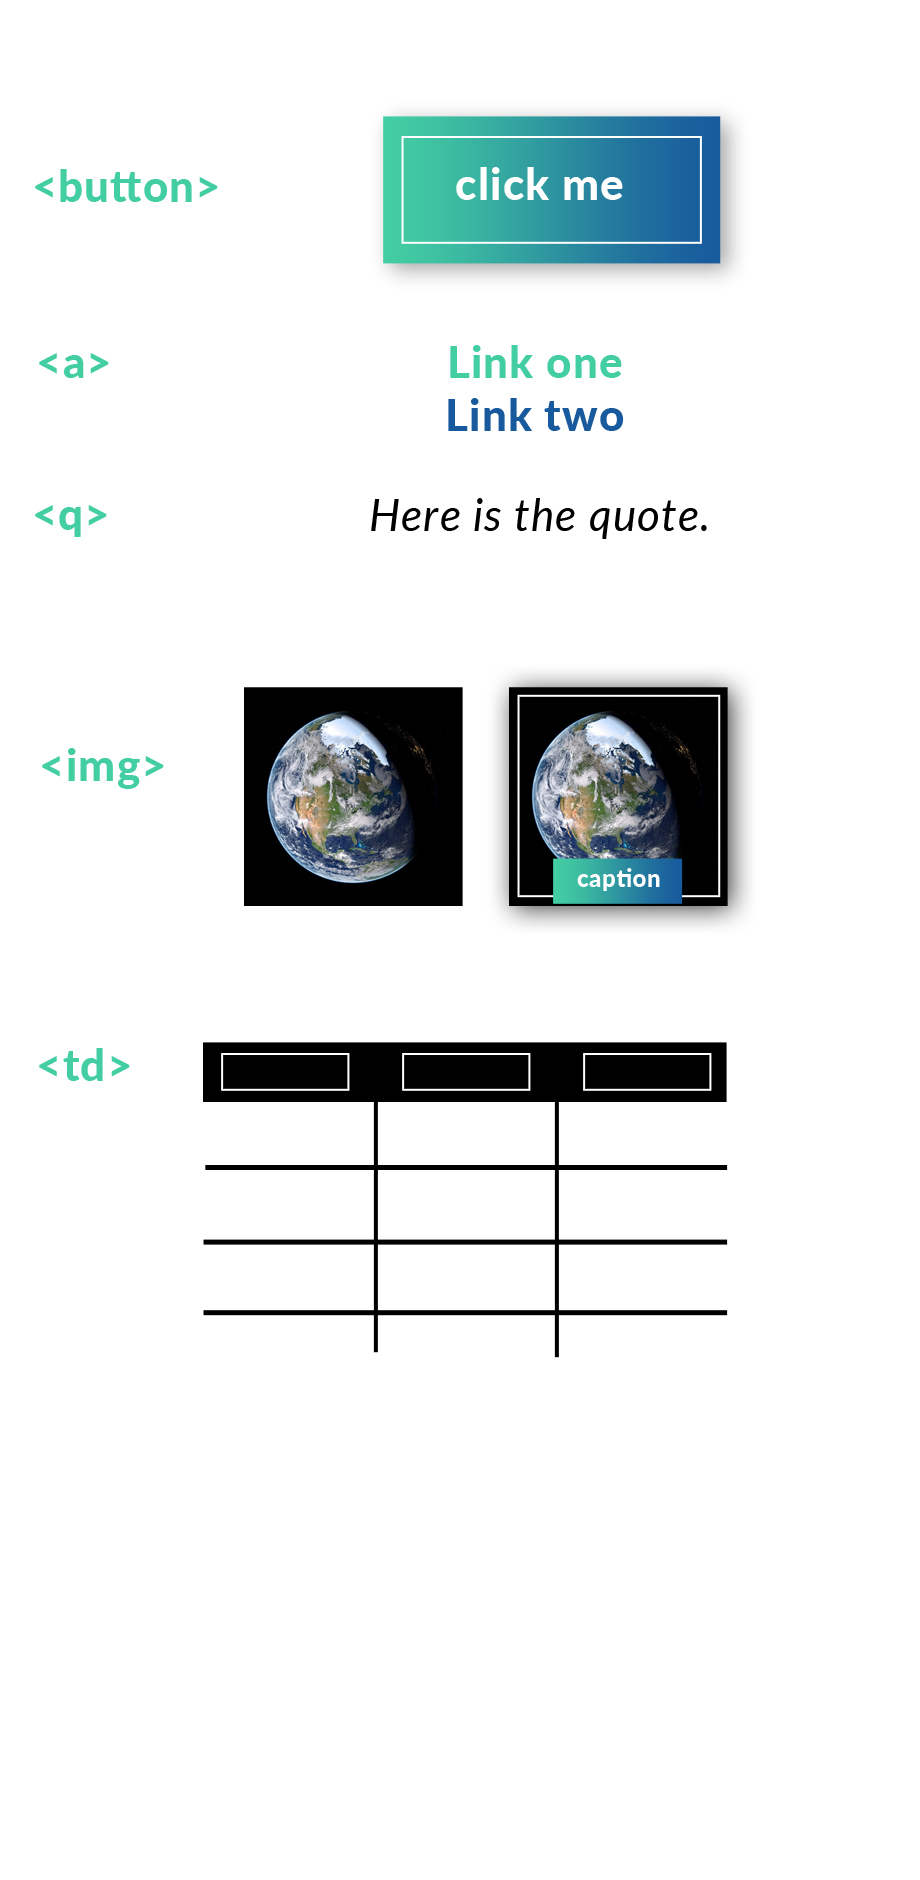 <button>
click me
<a>
Link one
Link two
<q>
Here is the quote.
<img>
caption
<td>